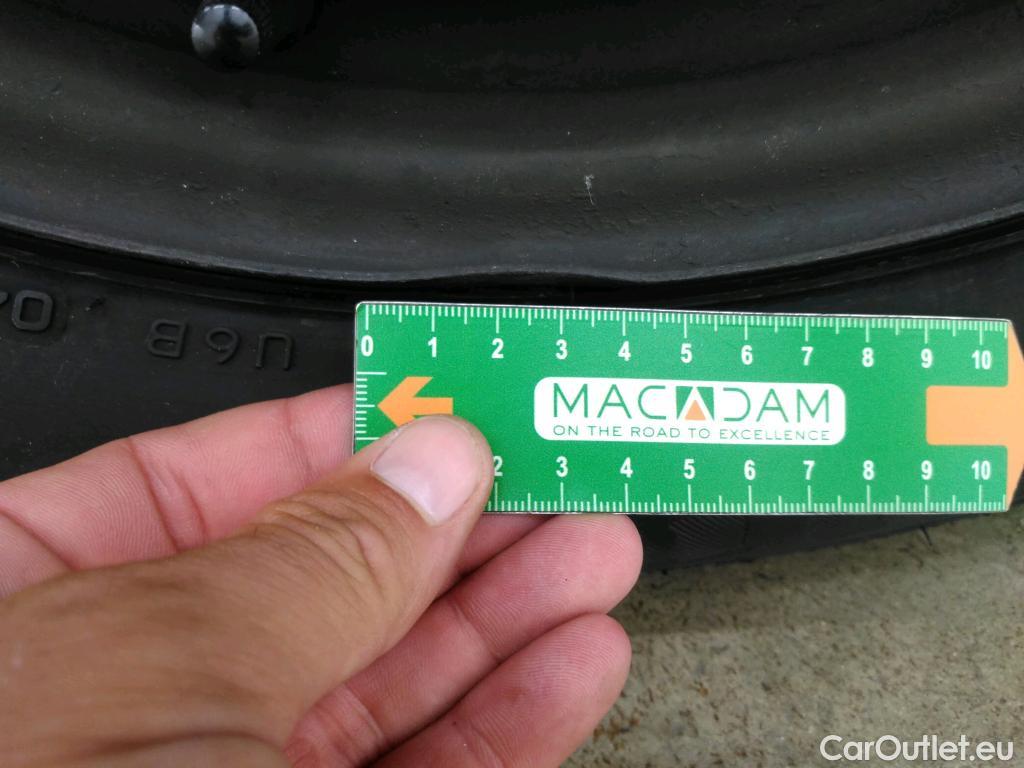 U6B
0 1 2 3 4 5 6 7 8 9 10
MACADAM
ON THE ROAD TO EXCELLENCE
2 3 4 5 6 7 8 9 10
CarOutlet.eu